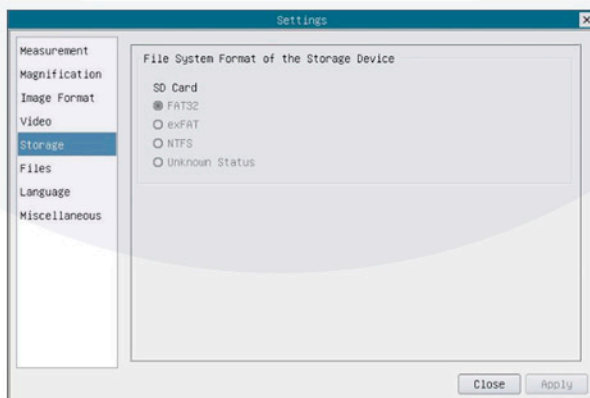 Settings
Measurement
Magnification
Image Format
Video
Storage
Files
Language
Miscellaneous
File System Format of the Storage Device
SD Card
FAT32
exFAT
NTFS
Unknown Status
Close
Apply